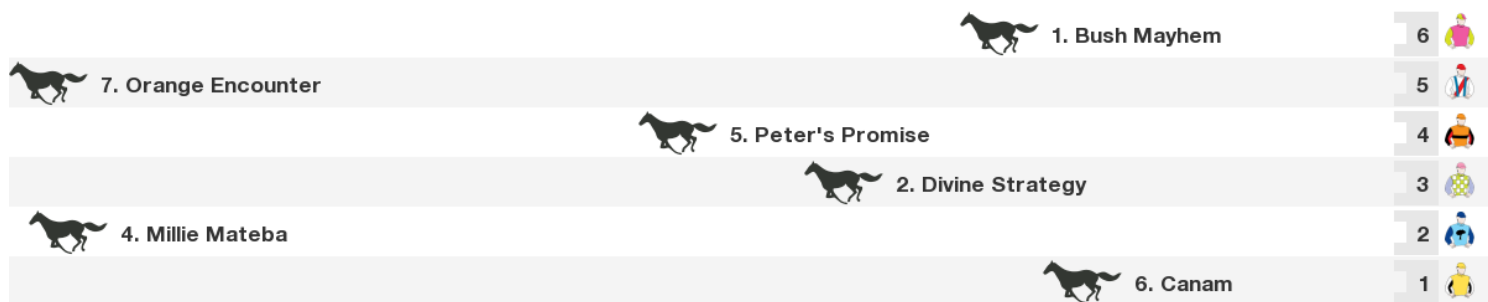 1. Bush Mayhem 6
7. Orange Encounter 5
5. Peter's Promise 4
2. Divine Strategy 3
4. Millie Mateba 2
6. Canam 1